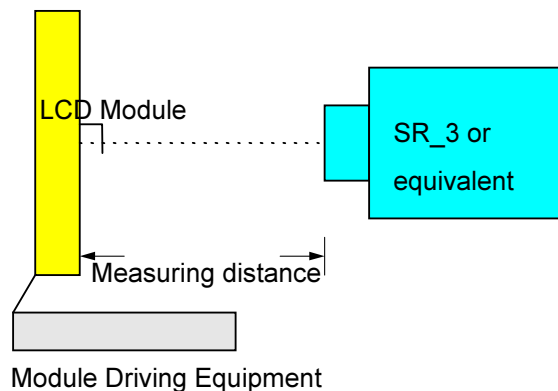 LCD Module
SR_3 or
equivalent
Measuring distance
Module Driving Equipment